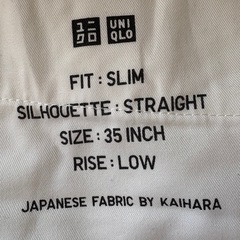 ユニ UNI
クロ QLO
FIT : SLIM
SILHOUETTE : STRAIGHT
SIZE : 35 INCH
RISE : LOW
JAPANESE FABRIC BY KAIHARA